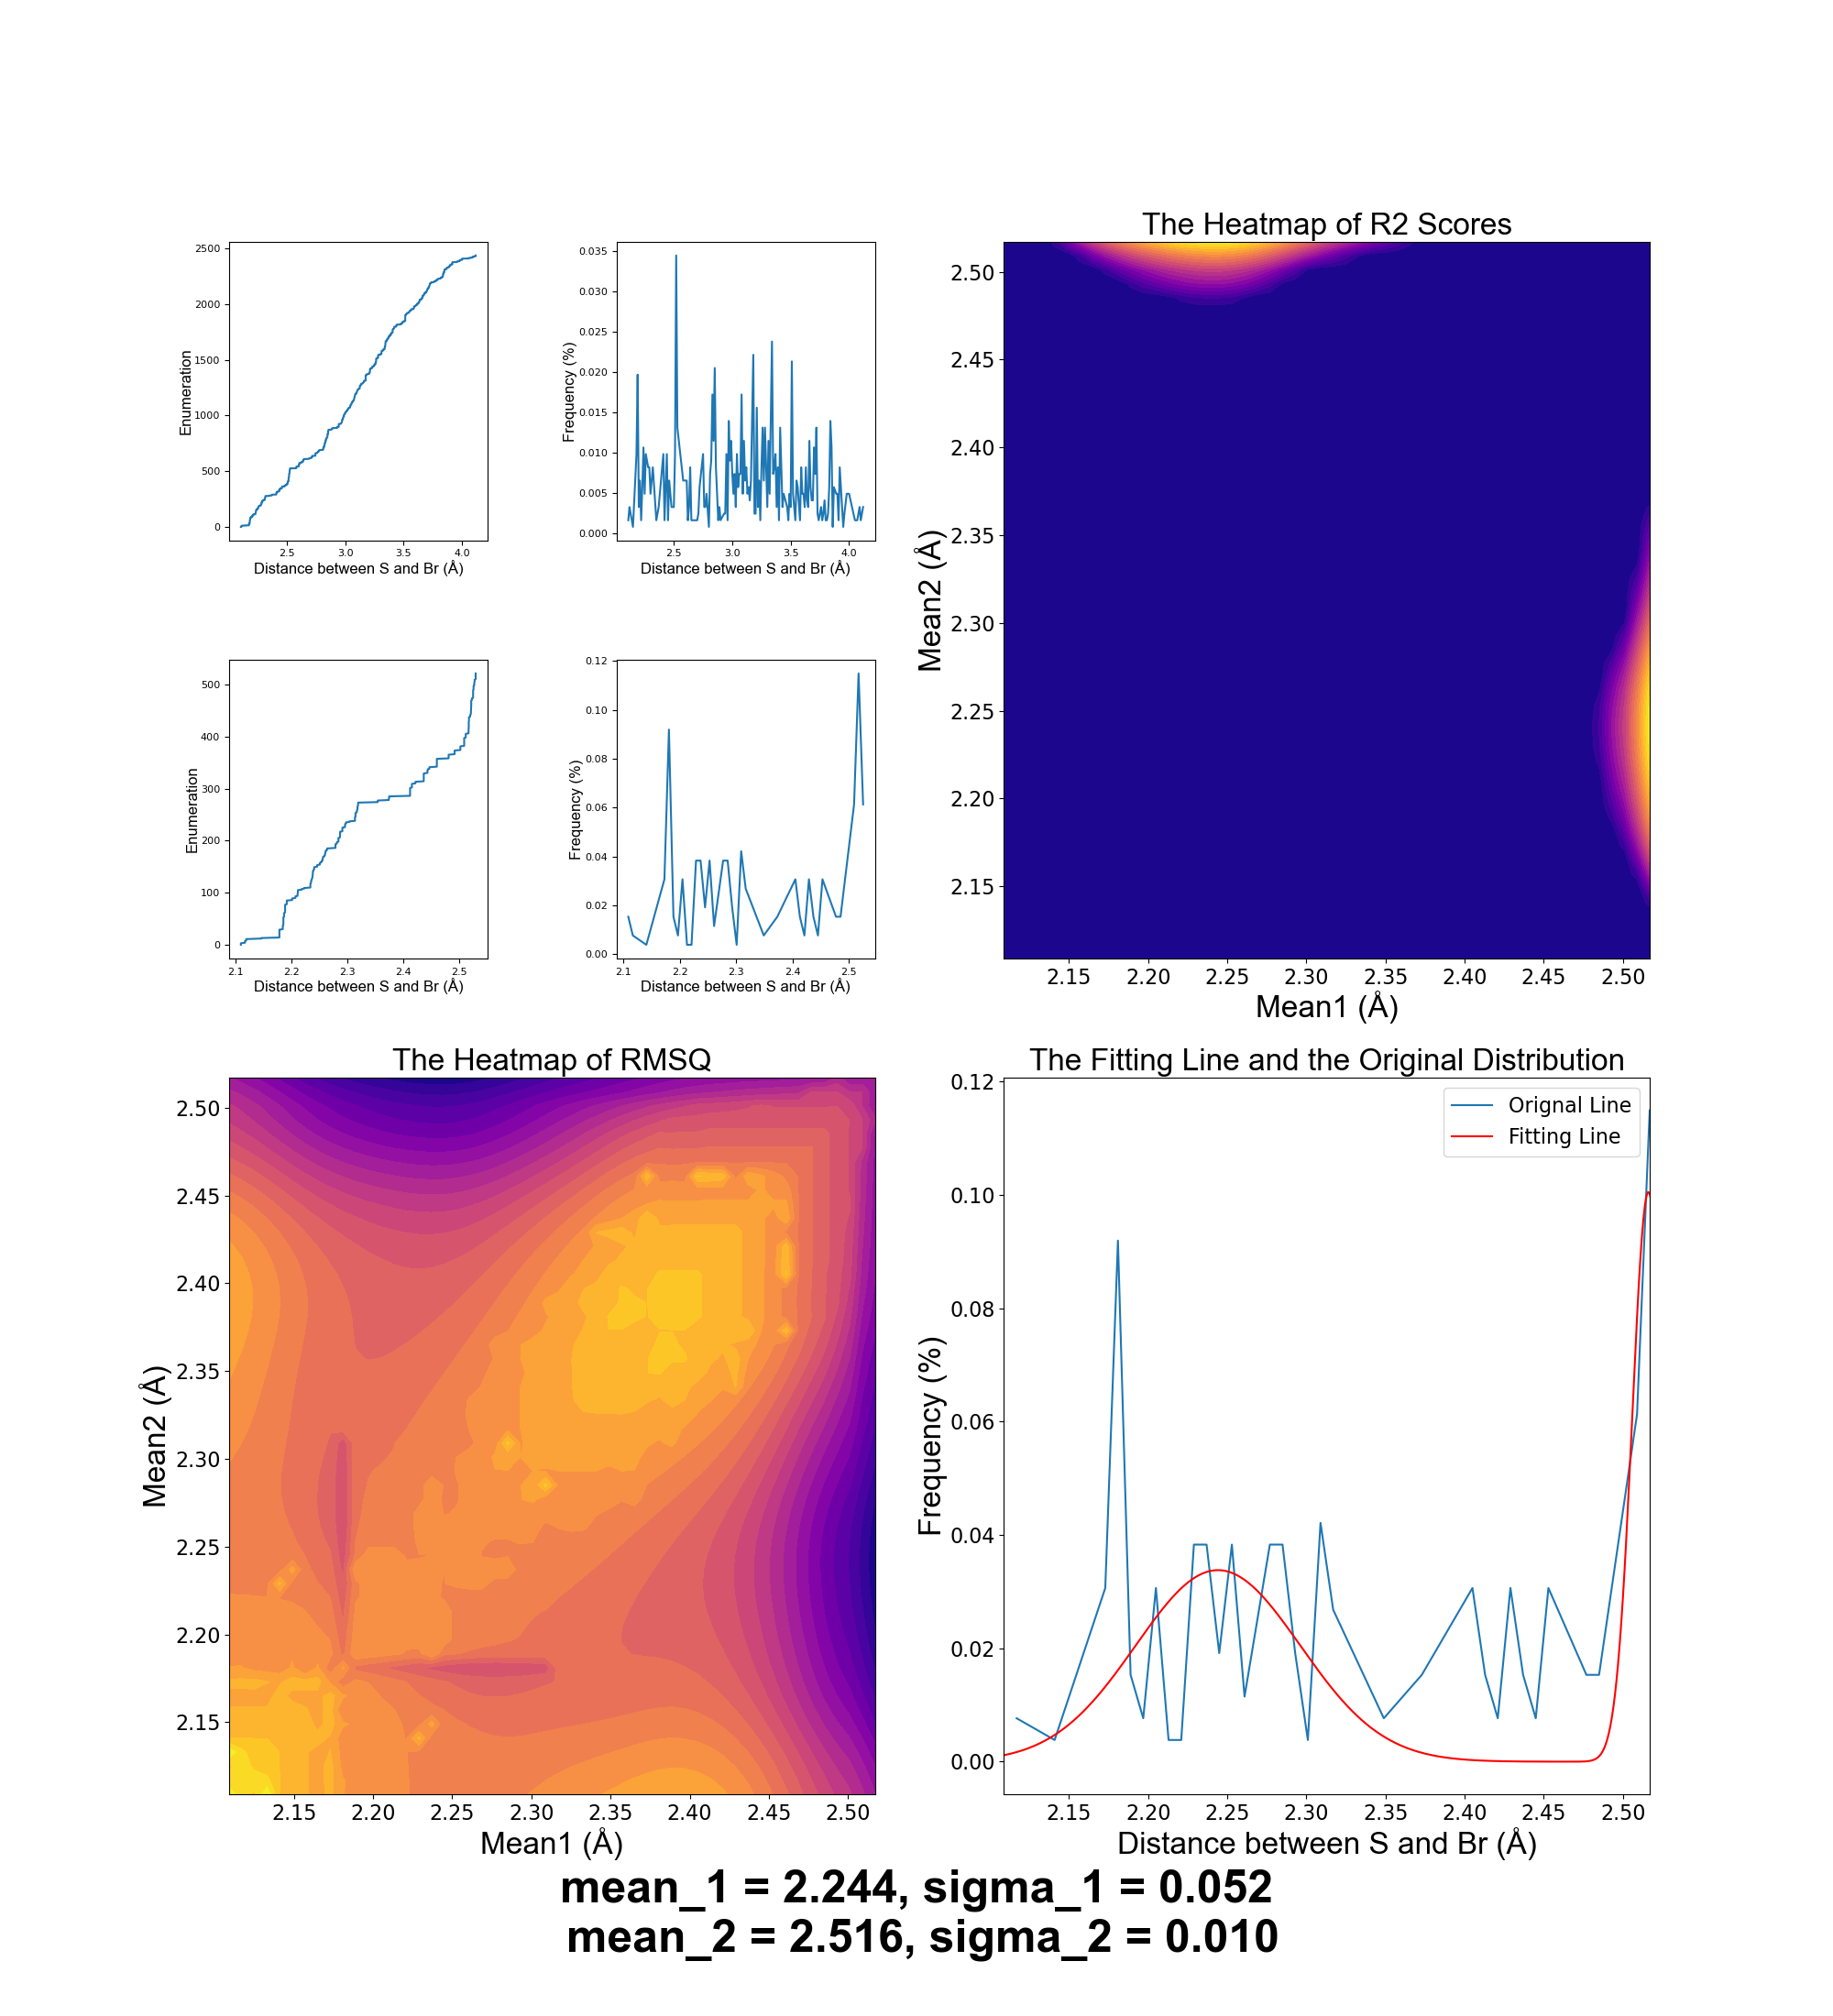 2500
2000
1500
1000
500
0
Enumeration
2.5 3.0 3.5 4.0
Distance between S and Br (Å)
0.035
0.030
0.025
0.020
0.015
0.010
0.005
0.000
Frequency (%)
2.5 3.0 3.5 4.0
Distance between S and Br (Å)
500
400
300
200
100
0
Enumeration
2.1 2.2 2.3 2.4 2.5
Distance between S and Br (Å)
0.12
0.10
0.08
0.06
0.04
0.02
0.00
Frequency (%)
2.1 2.2 2.3 2.4 2.5
Distance between S and Br (Å)
The Heatmap of R2 Scores
2.50
2.45
2.40
2.35
2.30
2.25
2.20
2.15
Mean2 (Å)
2.15 2.20 2.25 2.30 2.35 2.40 2.45 2.50
Mean1 (Å)
The Heatmap of RMSQ
2.50
2.45
2.40
2.35
2.30
2.25
2.20
2.15
Mean2 (Å)
2.15 2.20 2.25 2.30 2.35 2.40 2.45 2.50
Mean1 (Å)
The Fitting Line and the Original Distribution
Orignal Line
Fitting Line
0.12
0.10
0.08
0.06
0.04
0.02
0.00
Frequency (%)
2.15 2.20 2.25 2.30 2.35 2.40 2.45 2.50
Distance between S and Br (Å)
mean_1 = 2.244, sigma_1 = 0.052
mean_2 = 2.516, sigma_2 = 0.010